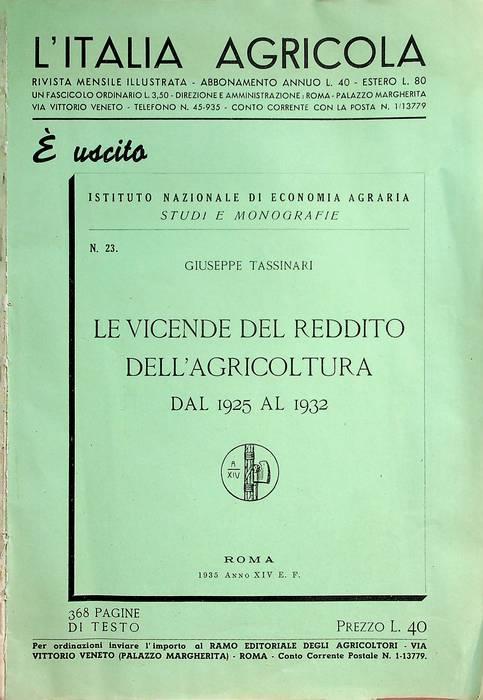 L'ITALIA AGRICOLA
RIVISTA MENSILE ILLUSTRATA - ABBONAMENTO ANNUO L. 40 - ESTERO L. 80
UN FASCICOLO ORDINARIO L. 3,50 - DIREZIONE E AMMINISTRAZIONE: ROMA - PALAZZO MARGHERITA
VIA VITTORIO VENETO - TELEFONO N. 45-935 - CONTO CORRENTE CON LA POSTA N. 1/13779
È uscito
ISTITUTO NAZIONALE DI ECONOMIA AGRARIA
STUDI E MONOGRAFIE
N. 23.
GIUSEPPE TASSINARI
LE VICENDE DEL REDDITO
DELL'AGRICOLTURA
DAL 1925 AL 1932
A
XIV
ROMA
1935 ANNO XIV E. F.
368 PAGINE
DI TESTO
PREZZO L. 40
Per ordinazioni inviare l'importo al RAMO EDITORIALE DEGLI AGRICOLTORI - VIA
VITTORIO VENETO (PALAZZO MARGHERITA) - ROMA - Conto Corrente Postale N. 1-13779.